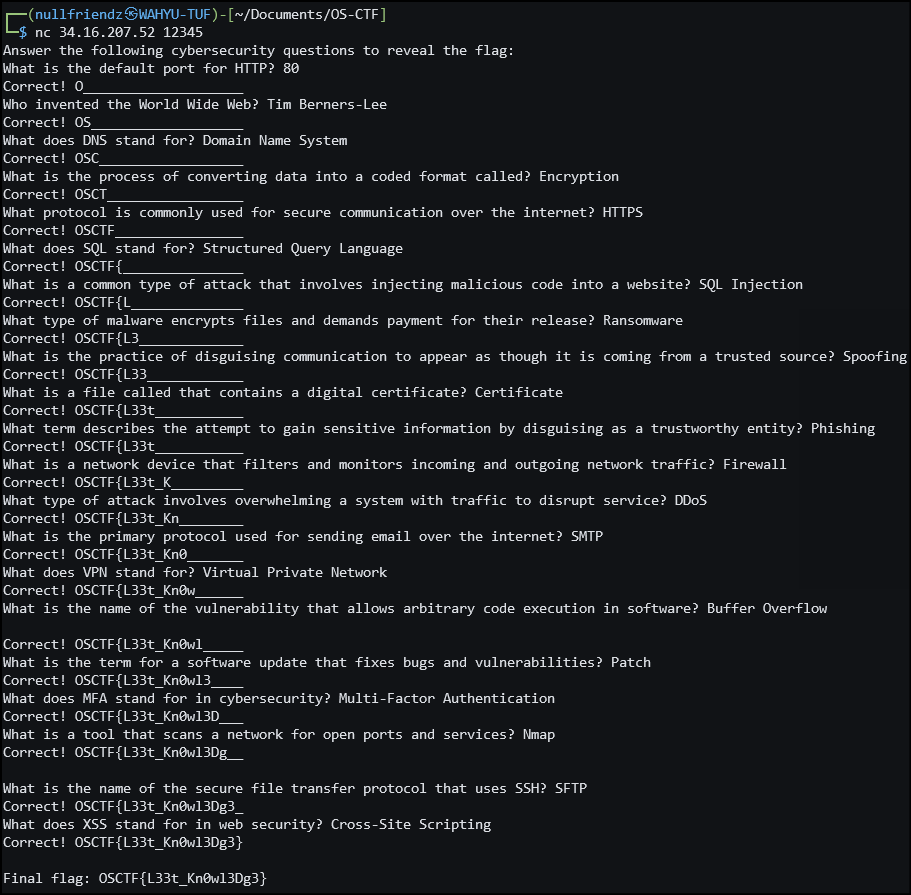 ┌──(nullfriendz㉿WAHYU-TUF)-[~/Documents/OS-CTF]
└─$ nc 34.16.207.52 12345
Answer the following cybersecurity questions to reveal the flag:
What is the default port for HTTP? 80
Correct! O____________________
Who invented the World Wide Web? Tim Berners-Lee
Correct! OS___________________
What does DNS stand for? Domain Name System
Correct! OSC__________________
What is the process of converting data into a coded format called? Encryption
Correct! OSCT_________________
What protocol is commonly used for secure communication over the internet? HTTPS
Correct! OSCTF________________
What does SQL stand for? Structured Query Language
Correct! OSCTF{_______________
What is a common type of attack that involves injecting malicious code into a website? SQL Injection
Correct! OSCTF{L______________
What type of malware encrypts files and demands payment for their release? Ransomware
Correct! OSCTF{L3_____________
What is the practice of disguising communication to appear as though it is coming from a trusted source? Spoofing
Correct! OSCTF{L33____________
What is a file called that contains a digital certificate? Certificate
Correct! OSCTF{L33t___________
What term describes the attempt to gain sensitive information by disguising as a trustworthy entity? Phishing
Correct! OSCTF{L33t___________
What is a network device that filters and monitors incoming and outgoing network traffic? Firewall
Correct! OSCTF{L33t_K_________
What type of attack involves overwhelming a system with traffic to disrupt service? DDoS
Correct! OSCTF{L33t_Kn________
What is the primary protocol used for sending email over the internet? SMTP
Correct! OSCTF{L33t_Kn0_______
What does VPN stand for? Virtual Private Network
Correct! OSCTF{L33t_Kn0w______
What is the name of the vulnerability that allows arbitrary code execution in software? Buffer Overflow
Correct! OSCTF{L33t_Kn0wl_____
What is the term for a software update that fixes bugs and vulnerabilities? Patch
Correct! OSCTF{L33t_Kn0wl3____
What does MFA stand for in cybersecurity? Multi-Factor Authentication
Correct! OSCTF{L33t_Kn0wl3D___
What is a tool that scans a network for open ports and services? Nmap
Correct! OSCTF{L33t_Kn0wl3Dg__
What is the name of the secure file transfer protocol that uses SSH? SFTP
Correct! OSCTF{L33t_Kn0wl3Dg3_
What does XSS stand for in web security? Cross-Site Scripting
Correct! OSCTF{L33t_Kn0wl3Dg3}
Final flag: OSCTF{L33t_Kn0wl3Dg3}